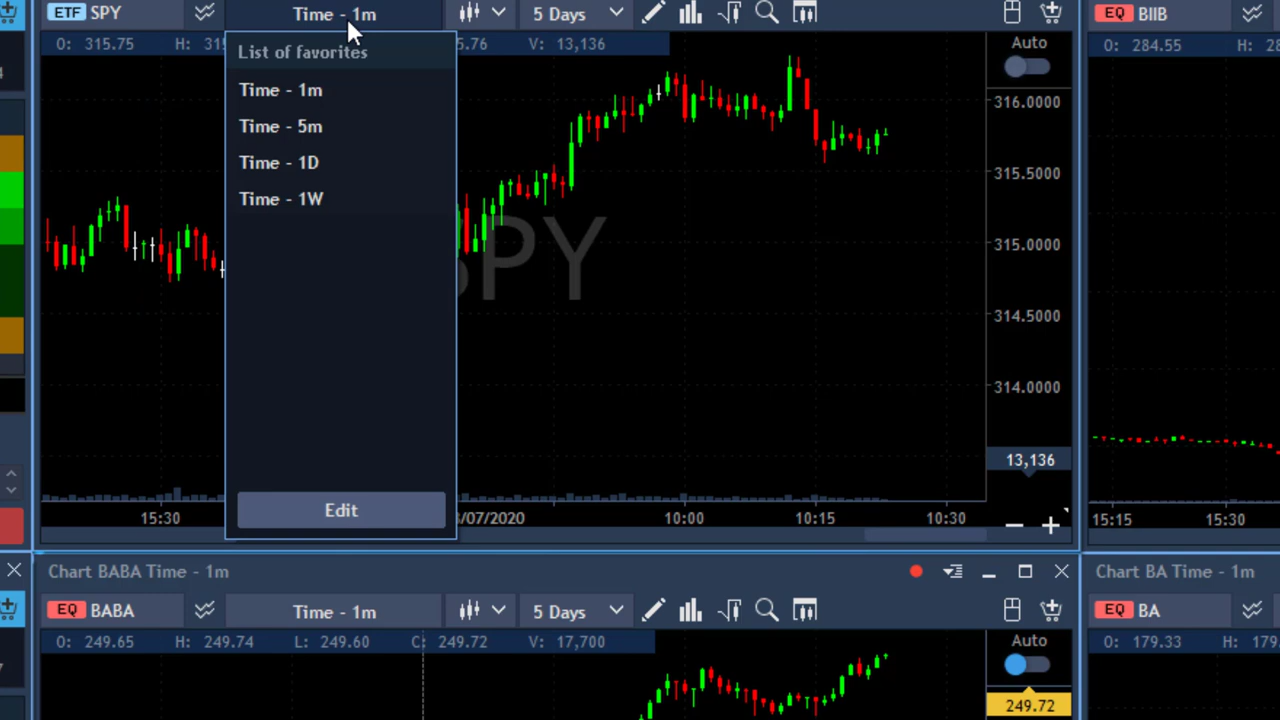 ETF SPY Time - 1m 5 Days
O: 315.75 H: 5.76 V: 13,136
List of favorites
Time - 1m
Time - 5m
Time - 1D
Time - 1W
Edit
SPY
Auto
316.0000
315.5000
315.0000
314.5000
314.0000
13,136
15:30 /07/2020 10:00 10:15 10:30
EQ BIIB
O: 284.55 H: 28
15:15 15:30
Chart BABA Time - 1m
EQ BABA Time - 1m 5 Days
O: 249.65 H: 249.74 L: 249.60 C: 249.72 V: 17,700
Auto
249.72
Chart BA Time - 1m
EQ BA
O: 179.33 H: 179.